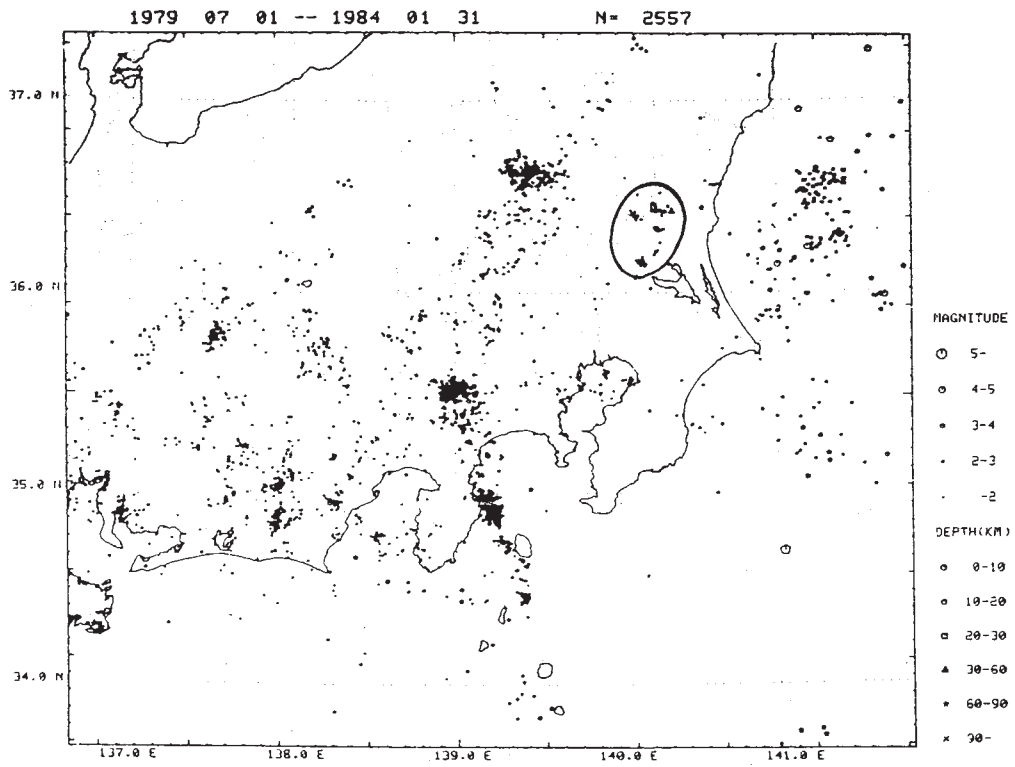 1979 07 01 -- 1984 01 31 N= 2557
37.0 N
36.0 N
35.0 N
34.0 N
137.0 E 138.0 E 139.0 E 140.0 E 141.0 E
MAGNITUDE
5-
4-5
3-4
2-3
-2
DEPTH(KM)
0-10
10-20
20-30
30-60
60-90
90-